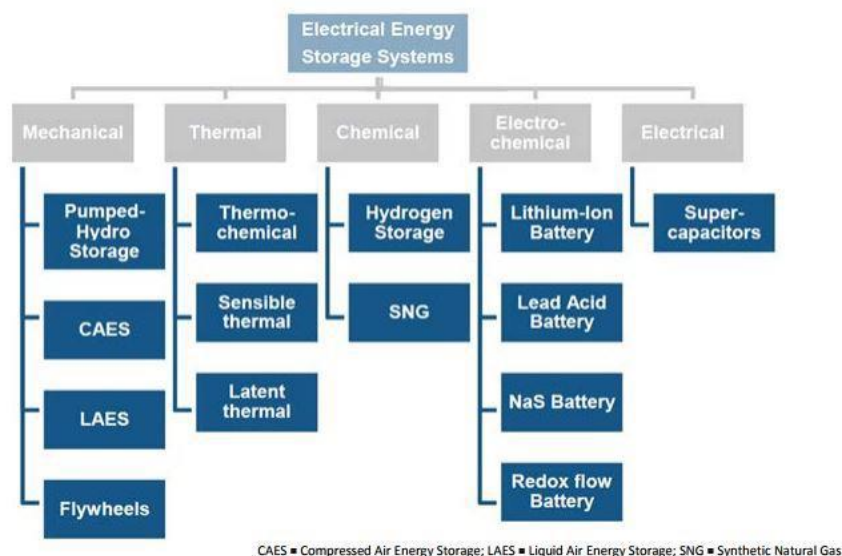 Electrical Energy
Storage Systems
Mechanical
Thermal
Chemical
Electro-
chemical
Electrical
Pumped-
Hydro
Storage
CAES
LAES
Flywheels
Thermo-
chemical
Sensible
thermal
Latent
thermal
Hydrogen
Storage
SNG
Lithium-Ion
Battery
Lead Acid
Battery
NaS Battery
Redox flow
Battery
Super-
capacitors
CAES = Compressed Air Energy Storage; LAES = Liquid Air Energy Storage; SNG = Synthetic Natural Gas